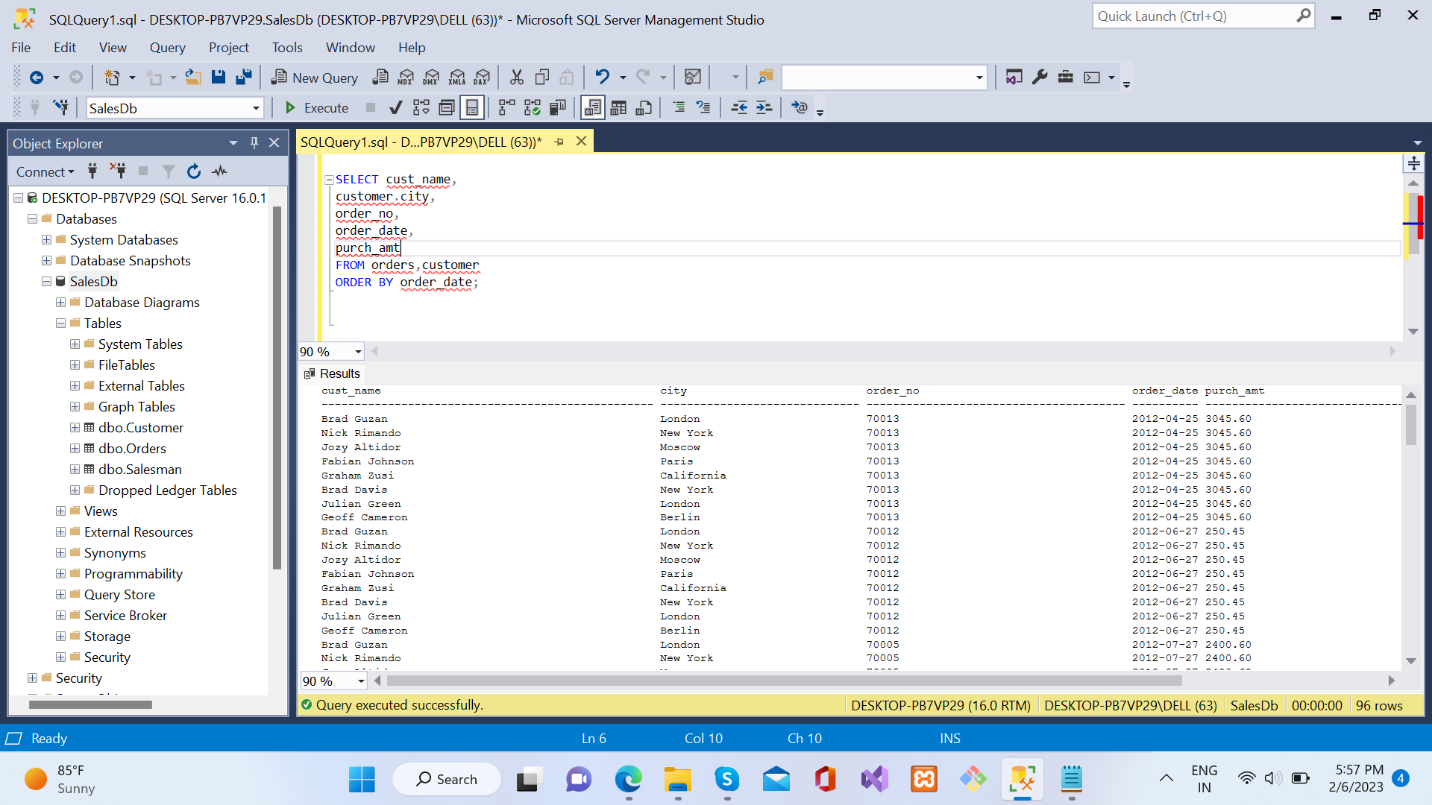 SQLQuery1.sql - DESKTOP-PB7VP29.SalesDb (DESKTOP-PB7VP29\DELL (63))* - Microsoft SQL Server Management Studio
Quick Launch (Ctrl+Q)
File Edit View Query Project Tools Window Help
New Query MDX DMX XMLA DAX
SalesDb Execute
Object Explorer
SQLQuery1.sql - D...PB7VP29\DELL (63))*
Connect
DESKTOP-PB7VP29 (SQL Server 16.0.1
Databases
System Databases
Database Snapshots
SalesDb
Database Diagrams
Tables
System Tables
FileTables
External Tables
Graph Tables
dbo.Customer
dbo.Orders
dbo.Salesman
Dropped Ledger Tables
Views
External Resources
Synonyms
Programmability
Query Store
Service Broker
Storage
Security
Security
SELECT cust_name,
customer.city,
order_no,
order_date,
purch_amt
FROM orders,customer
ORDER BY order_date;
90 %
Results
cust_name city order_no order_date purch_amt
Brad Guzan London 70013 2012-04-25 3045.60
Nick Rimando New York 70013 2012-04-25 3045.60
Jozy Altidor Moscow 70013 2012-04-25 3045.60
Fabian Johnson Paris 70013 2012-04-25 3045.60
Graham Zusi California 70013 2012-04-25 3045.60
Brad Davis New York 70013 2012-04-25 3045.60
Julian Green London 70013 2012-04-25 3045.60
Geoff Cameron Berlin 70013 2012-04-25 3045.60
Brad Guzan London 70012 2012-06-27 250.45
Nick Rimando New York 70012 2012-06-27 250.45
Jozy Altidor Moscow 70012 2012-06-27 250.45
Fabian Johnson Paris 70012 2012-06-27 250.45
Graham Zusi California 70012 2012-06-27 250.45
Brad Davis New York 70012 2012-06-27 250.45
Julian Green London 70012 2012-06-27 250.45
Geoff Cameron Berlin 70012 2012-06-27 250.45
Brad Guzan London 70005 2012-07-27 2400.60
Nick Rimando New York 70005 2012-07-27 2400.60
90 %
Query executed successfully. DESKTOP-PB7VP29 (16.0 RTM) DESKTOP-PB7VP29\DELL (63) SalesDb 00:00:00 96 rows
Ready Ln 6 Col 10 Ch 10 INS
85°F
Sunny
Search
ENG
IN
5:57 PM
2/6/2023
4